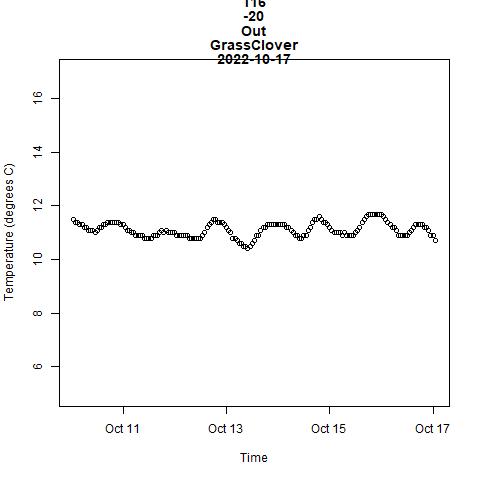 116
-20
Out
GrassClover
2022-10-17
16
14
12
10
8
6
Temperature (degrees C)
Oct 11
Oct 13
Oct 15
Oct 17
Time